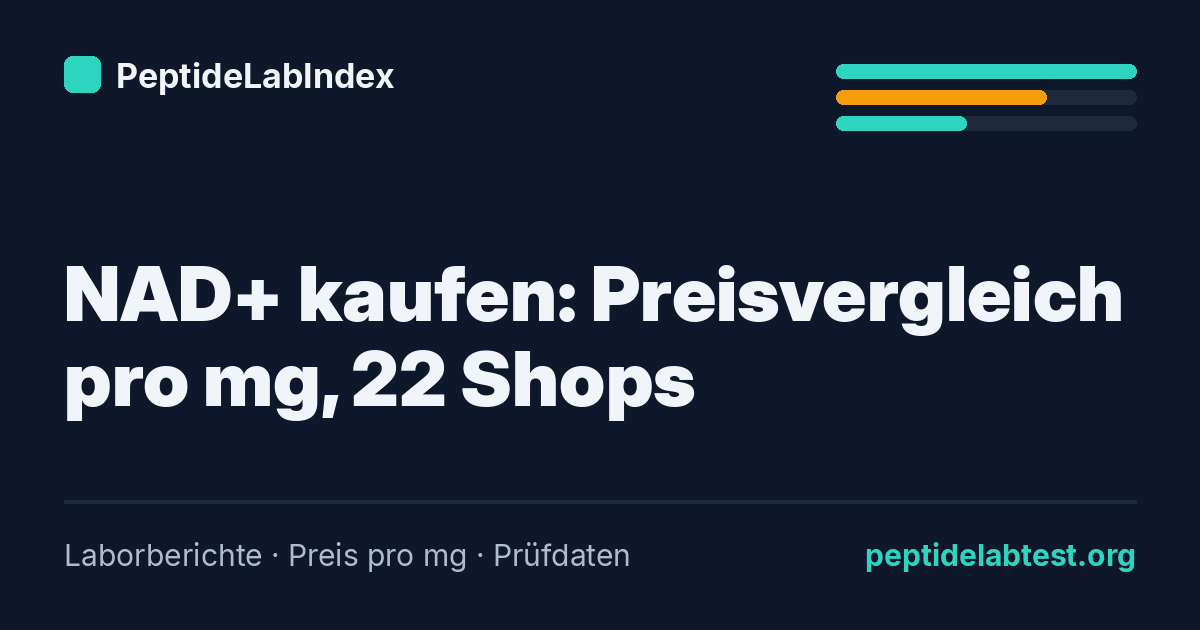 PeptideLabIndex
NAD+ kaufen: Preisvergleich
pro mg, 22 Shops
Laborberichte · Preis pro mg · Prüfdaten
peptidelabtest.org